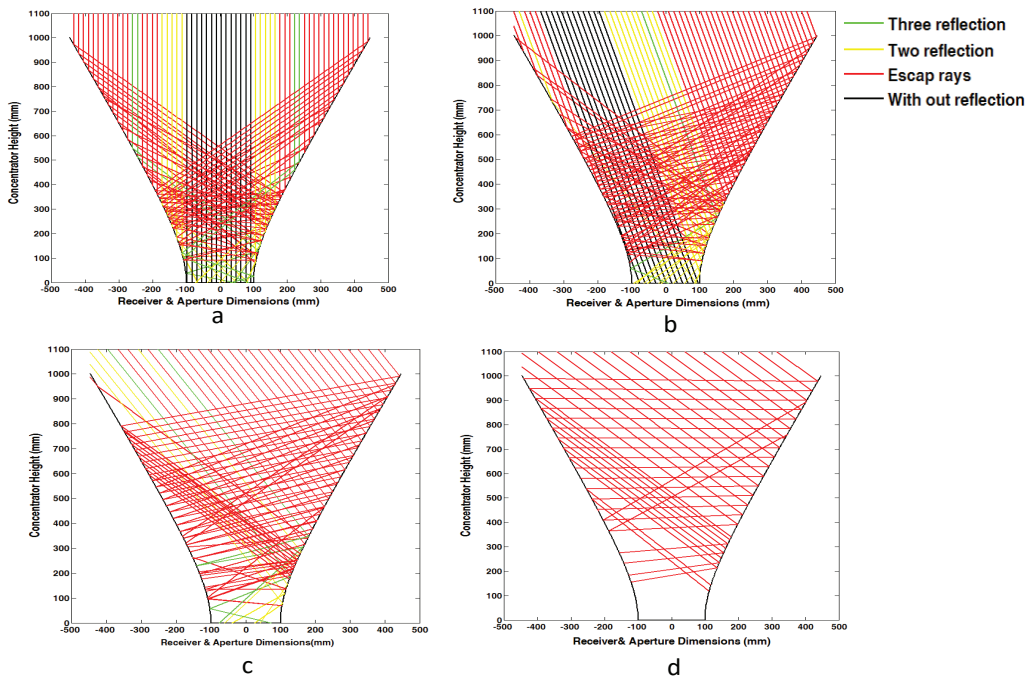 Three reflection
Two reflection
Escap rays
With out reflection
1100
1000
900
800
700
600
500
400
300
200
100
0
Concentrator Height (mm)
-500 -400 -300 -200 -100 0 100 200 300 400 500
Receiver & Aperture Dimensions (mm)
a
1100
1000
900
800
700
600
500
400
300
200
100
0
Concentrator Height (mm)
-500 -400 -300 -200 -100 0 100 200 300 400 500
Receiver & Aperture Dimensions (mm)
b
1100
1000
900
800
700
600
500
400
300
200
100
0
Concentrator Height (mm)
-500 -400 -300 -200 -100 0 100 200 300 400 500
Receiver & Aperture Dimensions(mm)
c
1100
1000
900
800
700
600
500
400
300
200
100
0
Concentrator Height (mm)
-500 -400 -300 -200 -100 0 100 200 300 400 500
Receiver& Aperture Dimensions (mm)
d